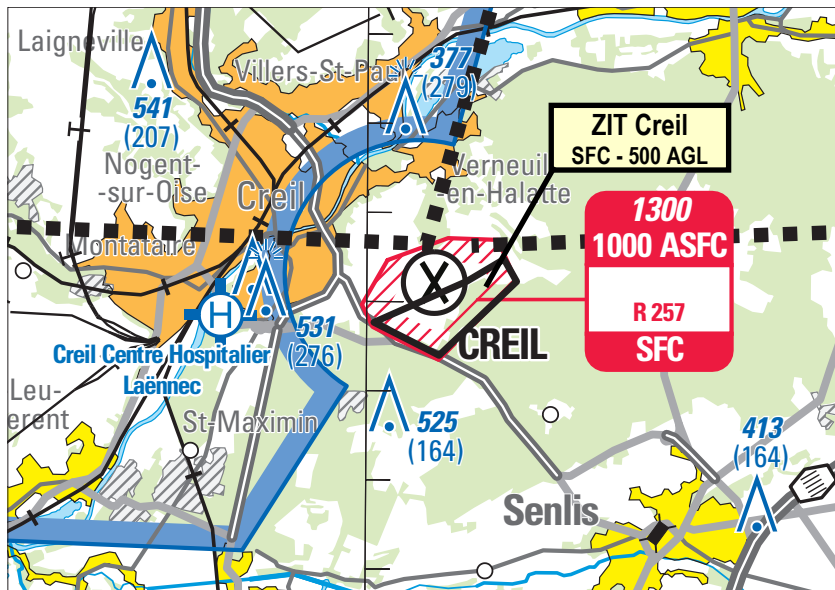 Laigneville
541
(207)
Villers-St-Pau
377
(279)
ZIT Creil
SFC - 500 AGL
Nogent-
-sur-Oise
Creil
Verneuil
-en-Halatte
1300
1000 ASFC
R 257
SFC
Montataire
X
H
531
(276)
CREIL
Creil Centre Hospitalier
Laënnec
Leu-
erent
St-Maximin
525
(164)
413
(164)
Senlis